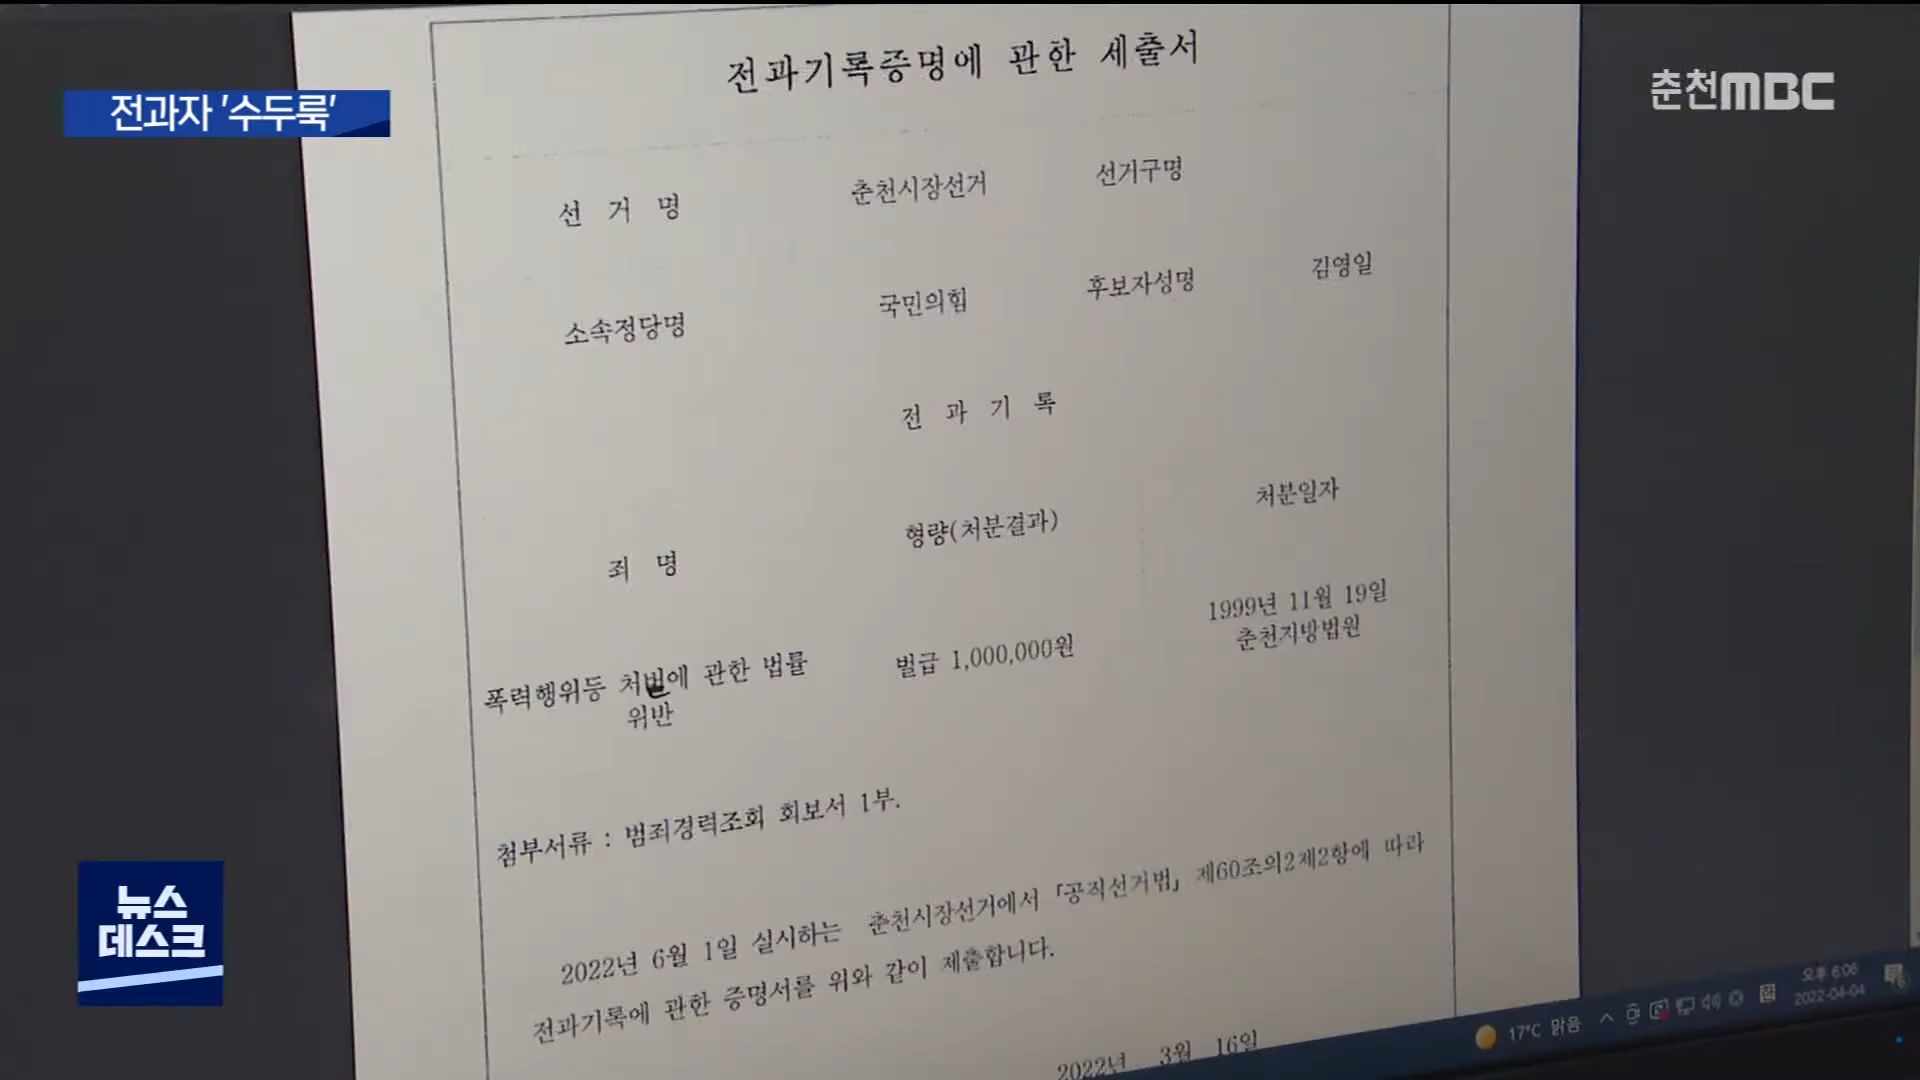 전과자 '수두룩'
춘천MBC
전과기록증명에 관한 제출서
선 거 명 춘천시장선거 선거구명
소속정당명 국민의힘 후보자성명 김영일
전 과 기 록
죄 명 형량(처분결과) 처분일자
폭력행위등 처벌에 관한 법률 위반 벌금 1,000,000원 1999년 11월 19일
춘천지방법원
첨부서류 : 범죄경력조회 회보서 1부.
2022년 6월 1일 실시하는 춘천시장선거에서 「공직선거법」 제60조의2제2항에 따라
전과기록에 관한 증명서를 위와 같이 제출합니다.
2022년 3월 16일
뉴스
데스크
17°C 맑음
오후 6:06
2022-04-04